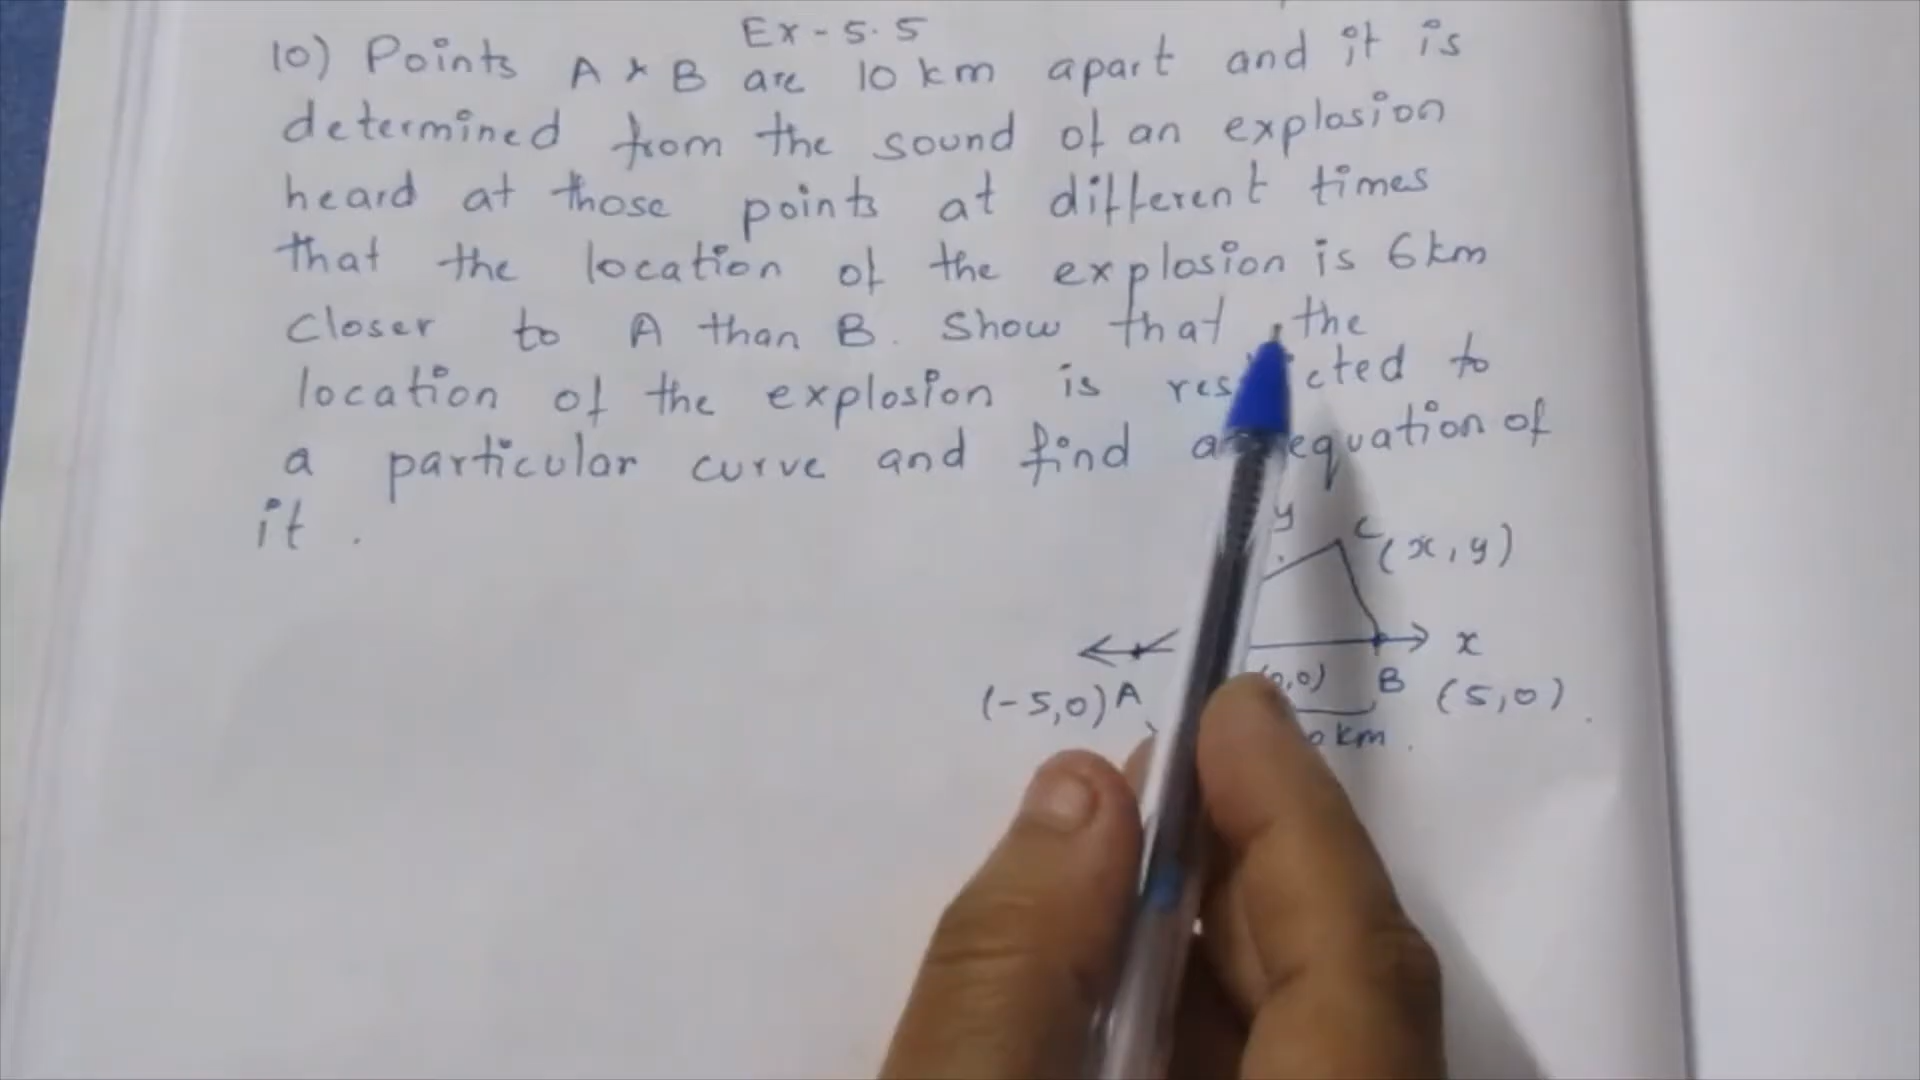 Ex - 5.5
10) Points A & B are 10 km apart and it is
determined from the sound of an explosion
heard at those points at different times
that the location of the explosion is 6 km
closer to A than B. Show that the
location of the explosion is to
a particular curve and find equation of
it.
y
C (x, y)
x
(0,0)
B (5,0)
(-5,0) A
km